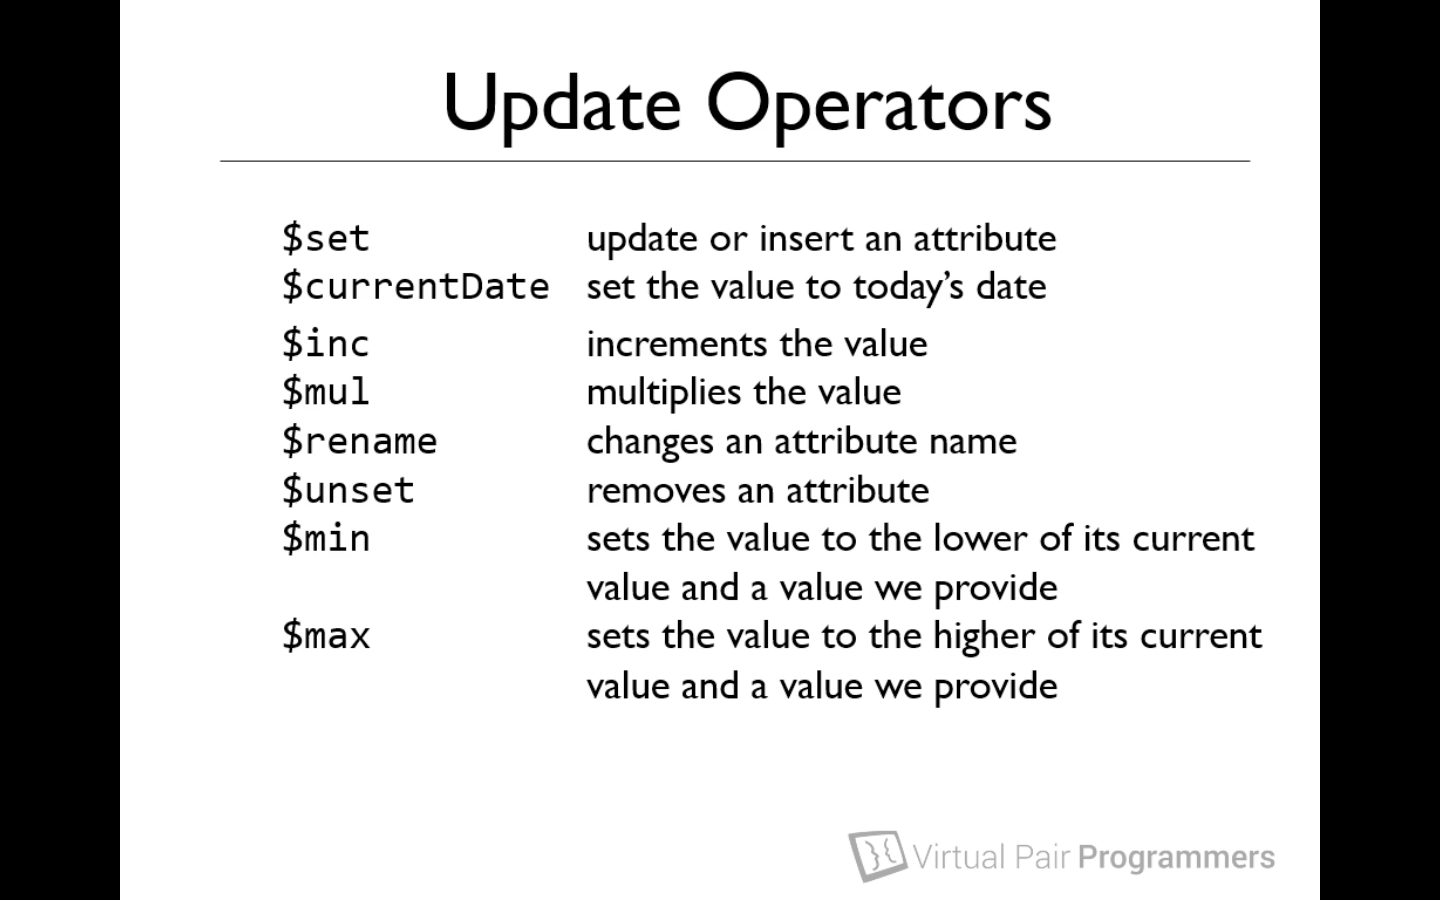 Update Operators
$set update or insert an attribute
$currentDate set the value to today’s date
$inc increments the value
$mul multiplies the value
$rename changes an attribute name
$unset removes an attribute
$min sets the value to the lower of its current
value and a value we provide
$max sets the value to the higher of its current
value and a value we provide
Virtual Pair Programmers